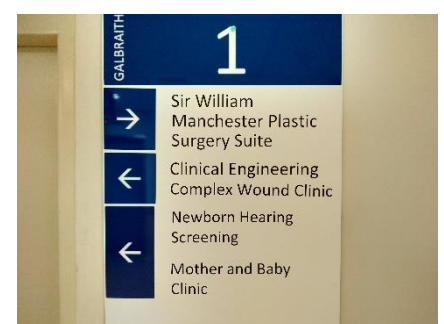 GALBRAITH
1
Sir William
Manchester Plastic
Surgery Suite
Clinical Engineering
Complex Wound Clinic
Newborn Hearing
Screening
Mother and Baby
Clinic